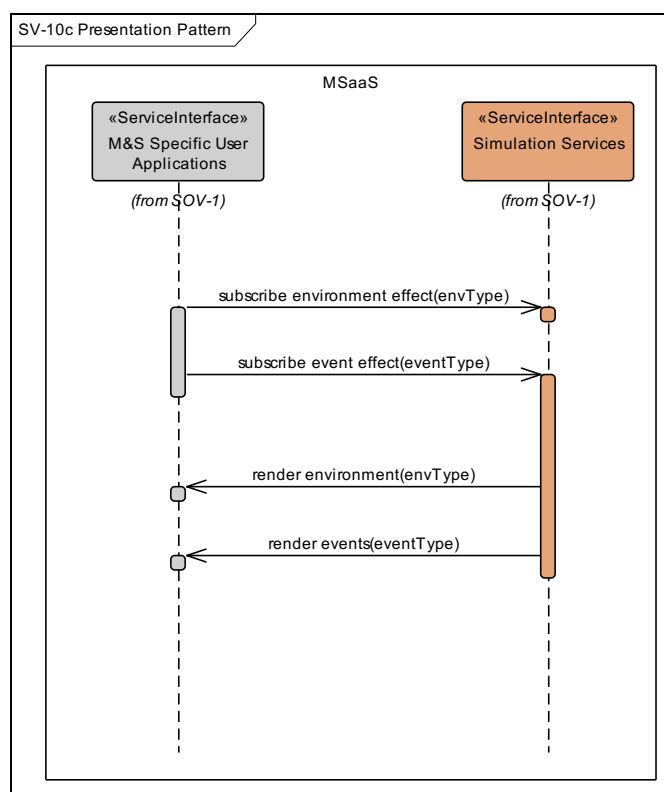 SV-10c Presentation Pattern
MSaaS
«ServiceInterface»
M&S Specific User
Applications
«ServiceInterface»
Simulation Services
(from SOV-1)
(from SOV-1)
subscribe environment effect(envType)
subscribe event effect(eventType)
render environment(envType)
render events(eventType)